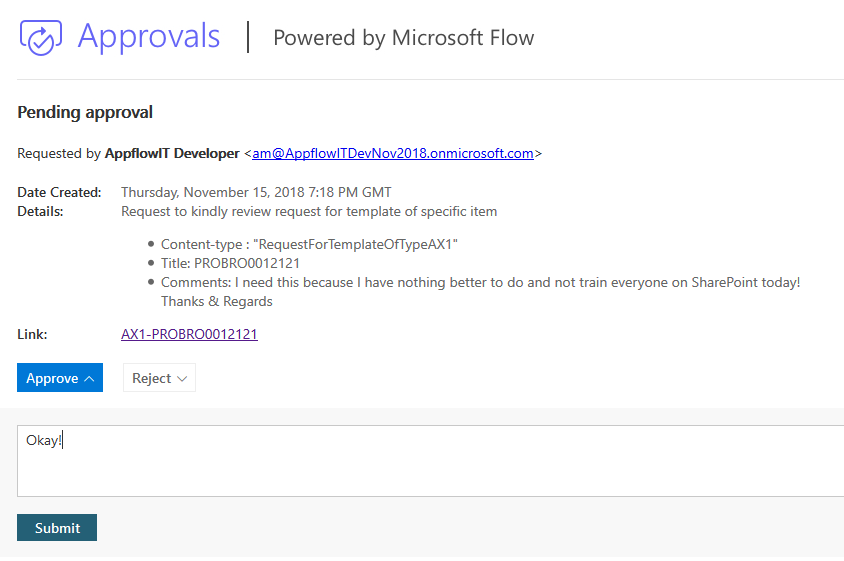 Approvals | Powered by Microsoft Flow
Pending approval
Requested by AppflowIT Developer <am@AppflowITDevNov2018.onmicrosoft.com>
Date Created: Thursday, November 15, 2018 7:18 PM GMT
Details: Request to kindly review request for template of specific item
• Content-type : "RequestForTemplateOfTypeAX1"
• Title: PROBRO0012121
• Comments: I need this because I have nothing better to do and not train everyone on SharePoint today!
Thanks & Regards
Link: AX1-PROBRO0012121
Approve Reject
Okay!
Submit